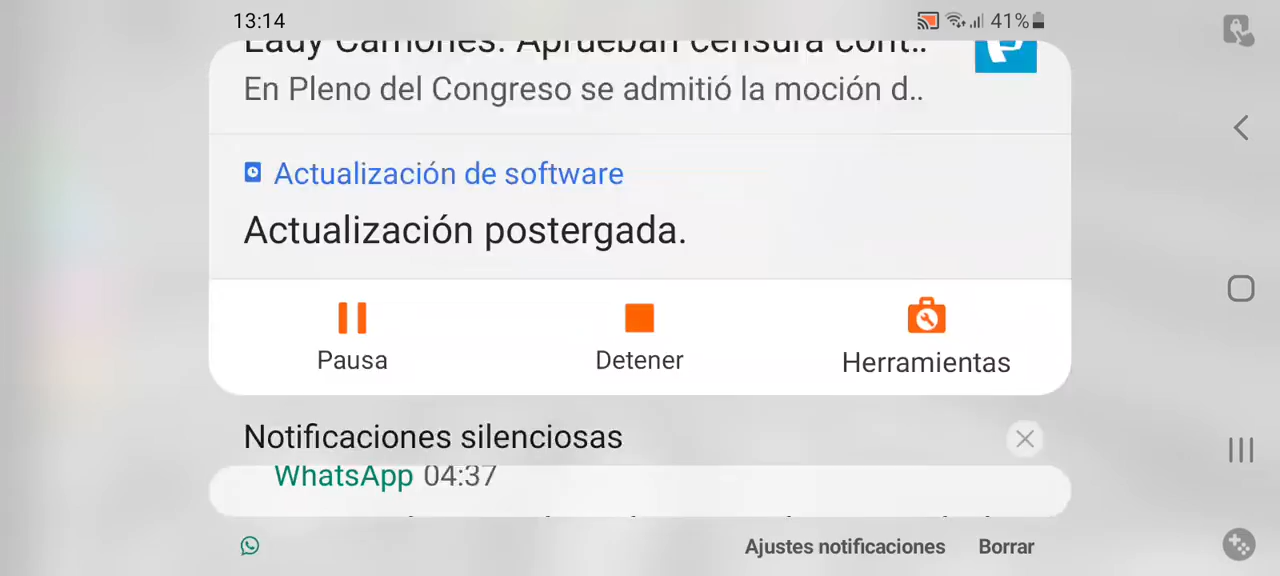 13:14
41%
Lady Camones: Aprueban censura cont..
En Pleno del Congreso se admitió la moción d..
Actualización de software
Actualización postergada.
Pausa
Detener
Herramientas
Notificaciones silenciosas
WhatsApp 04:37
Ajustes notificaciones
Borrar